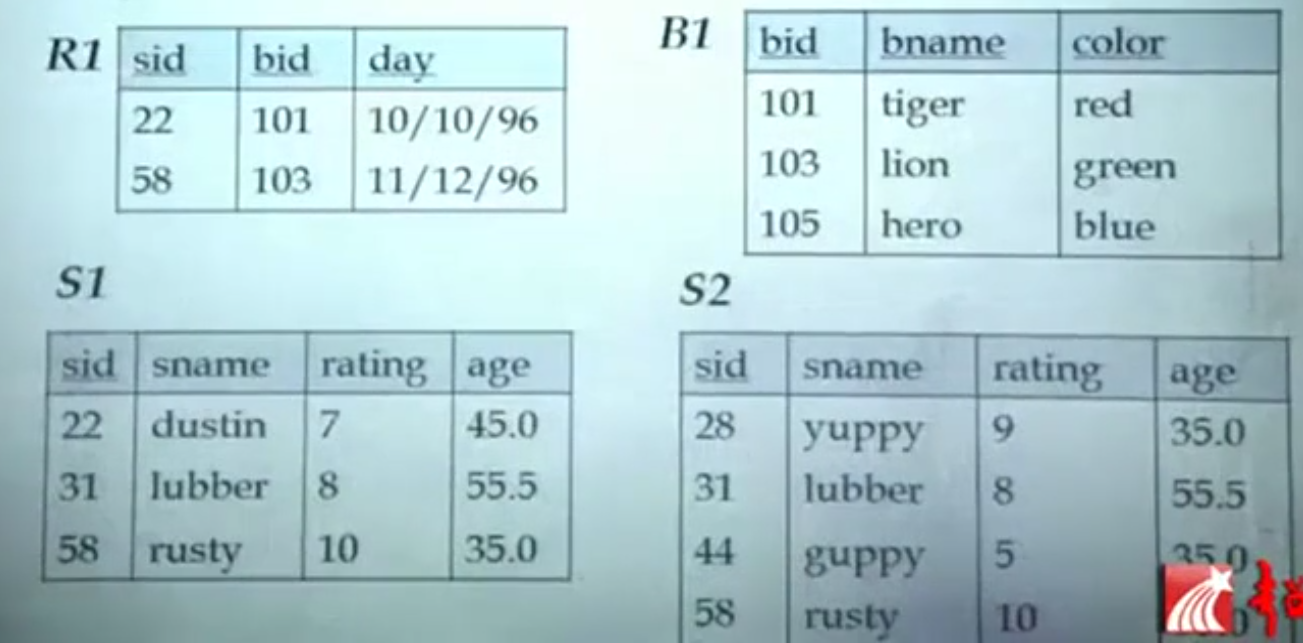 R1
sid bid day
22 101 10/10/96
58 103 11/12/96
B1
bid bname color
101 tiger red
103 lion green
105 hero blue
S1
sid sname rating age
22 dustin 7 45.0
31 lubber 8 55.5
58 rusty 10 35.0
S2
sid sname rating age
28 yuppy 9 35.0
31 lubber 8 55.5
44 guppy 5 35.0
58 rusty 10